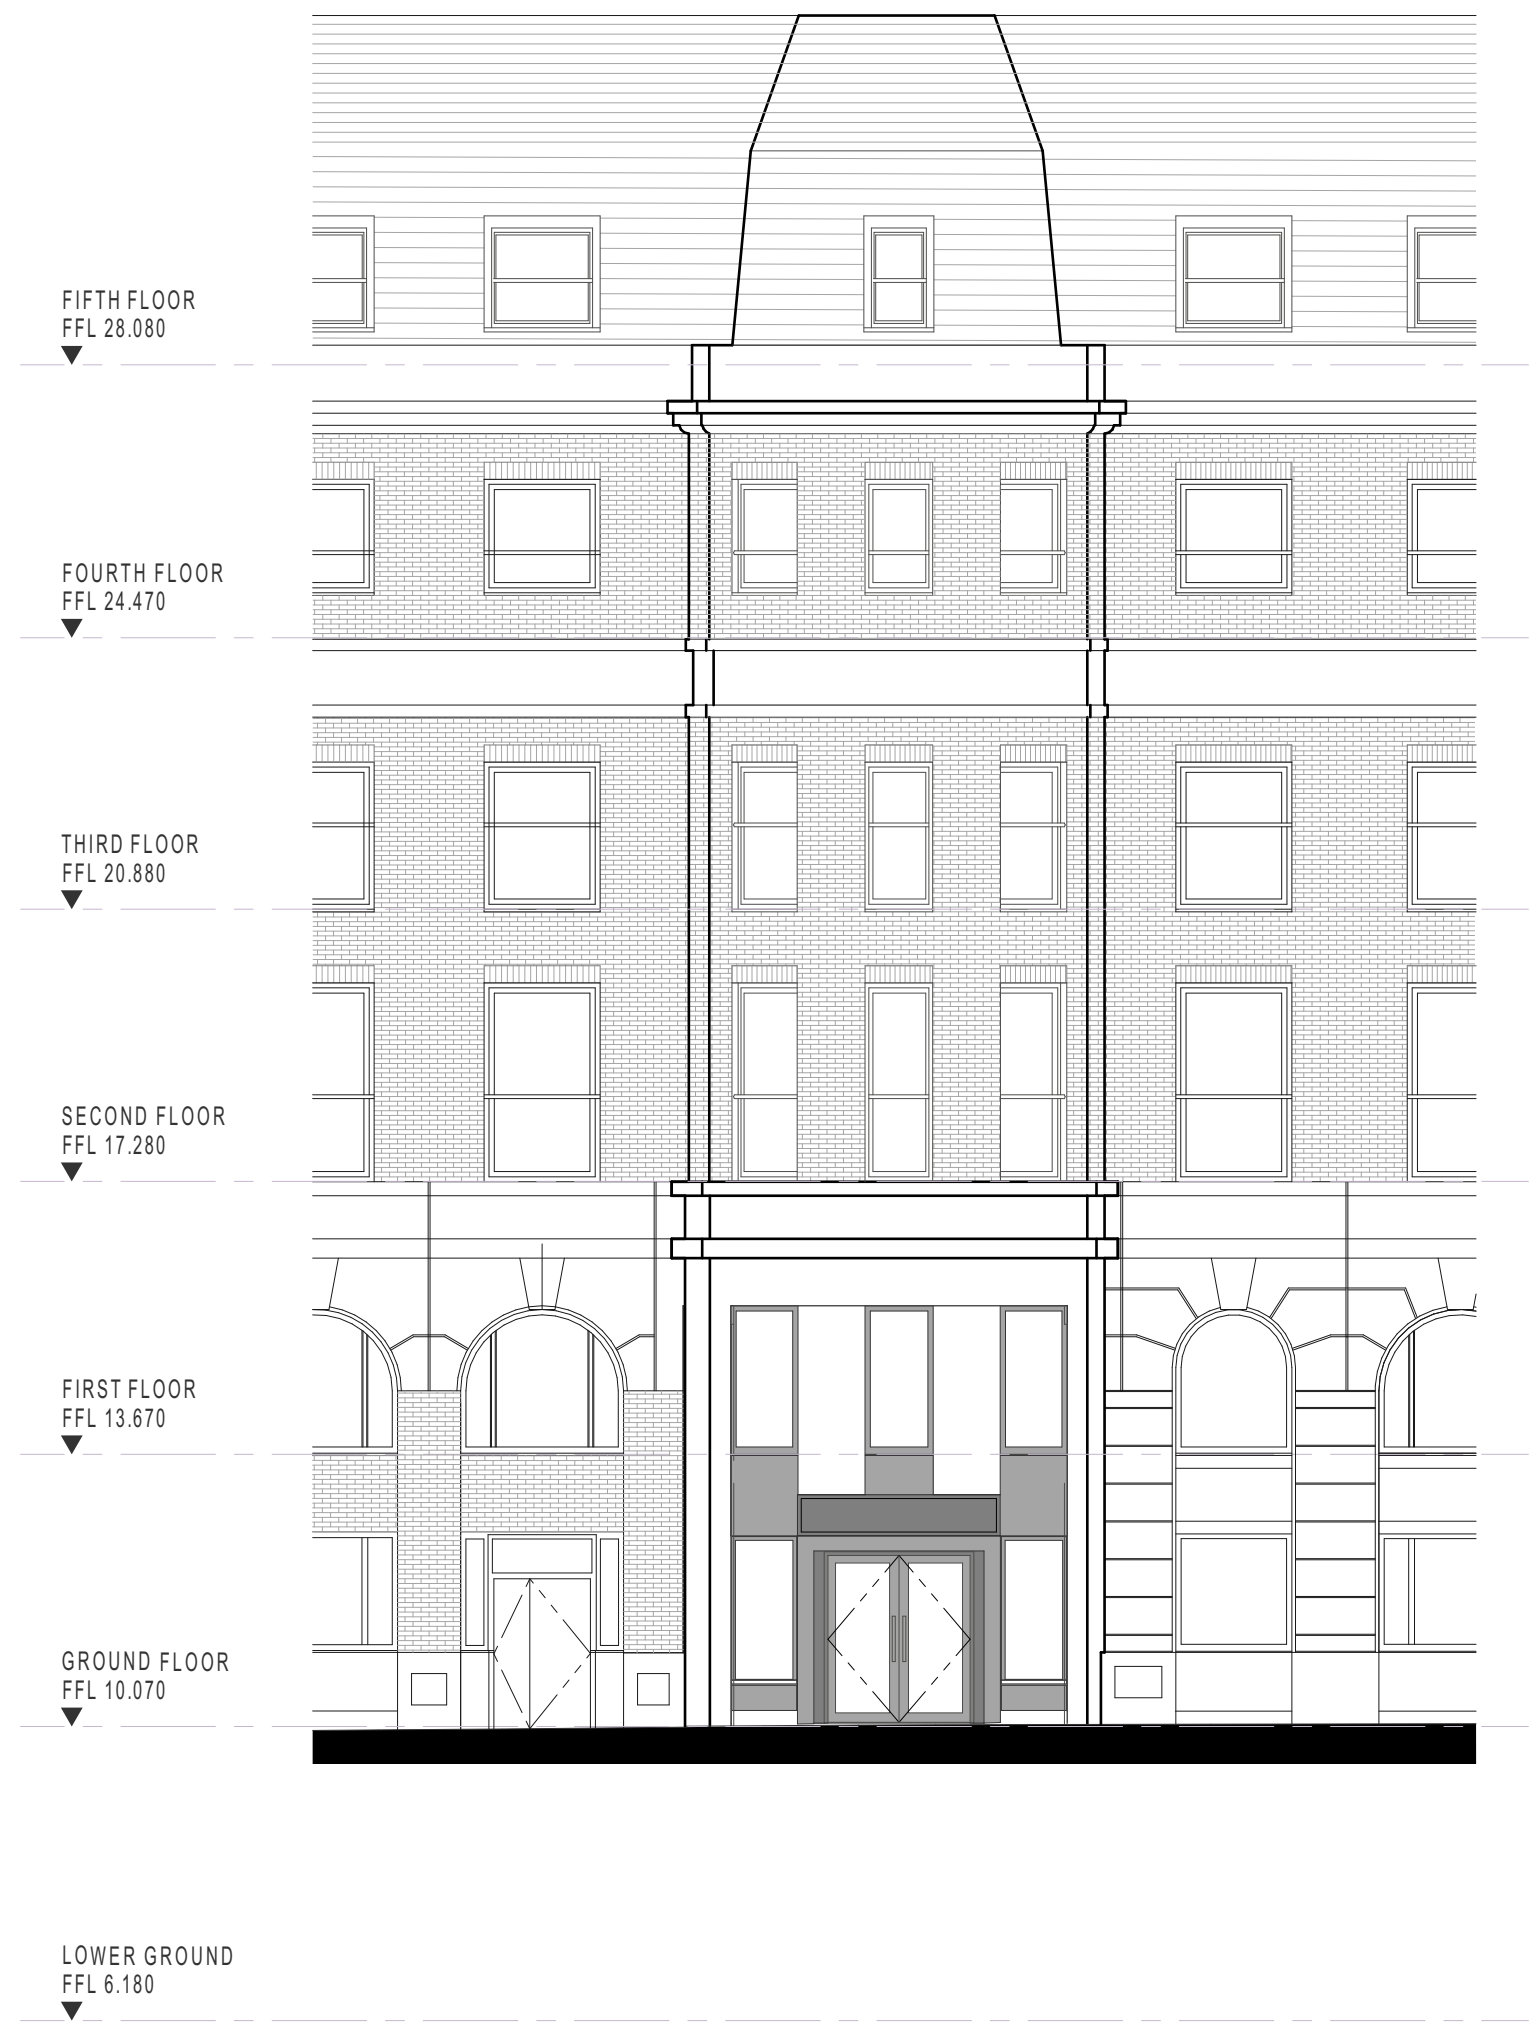 FIFTH FLOOR
FFL 28.080
FOURTH FLOOR
FFL 24.470
THIRD FLOOR
FFL 20.880
SECOND FLOOR
FFL 17.280
FIRST FLOOR
FFL 13.670
GROUND FLOOR
FFL 10.070
LOWER GROUND
FFL 6.180